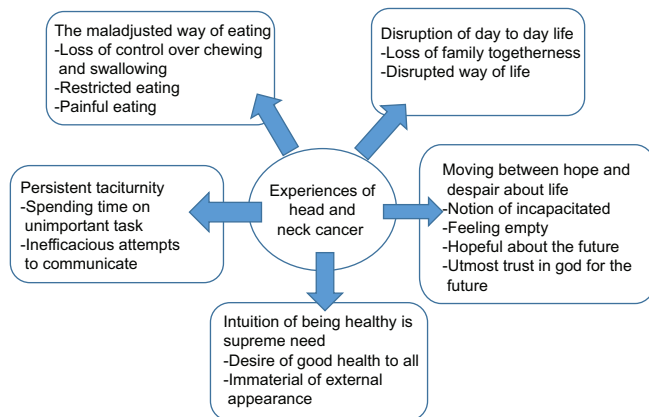 The maladjusted way of eating
-Loss of control over chewing
and swallowing
-Restricted eating
-Painful eating
Disruption of day to day life
-Loss of family togetherness
-Disrupted way of life
Persistent taciturnity
-Spending time on
unimportant task
-Inefficacious attempts
to communicate
Experiences of
head and
neck cancer
Moving between hope and
despair about life
-Notion of incapacitated
-Feeling empty
-Hopeful about the future
-Utmost trust in god for the
future
Intuition of being healthy is
supreme need
-Desire of good health to all
-Immaterial of external
appearance